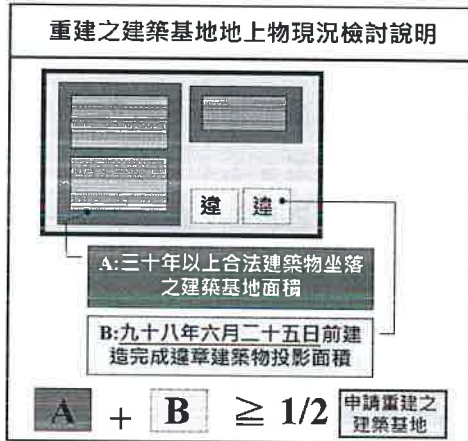 重建之建築基地地上物現況檢討說明
違 違
A:三十年以上合法建築物坐落
之建築基地面積
B:九十八年六月二十五日前建
造完成違章建築物投影面積
A + B ≧ 1/2 申請重建之
建築基地